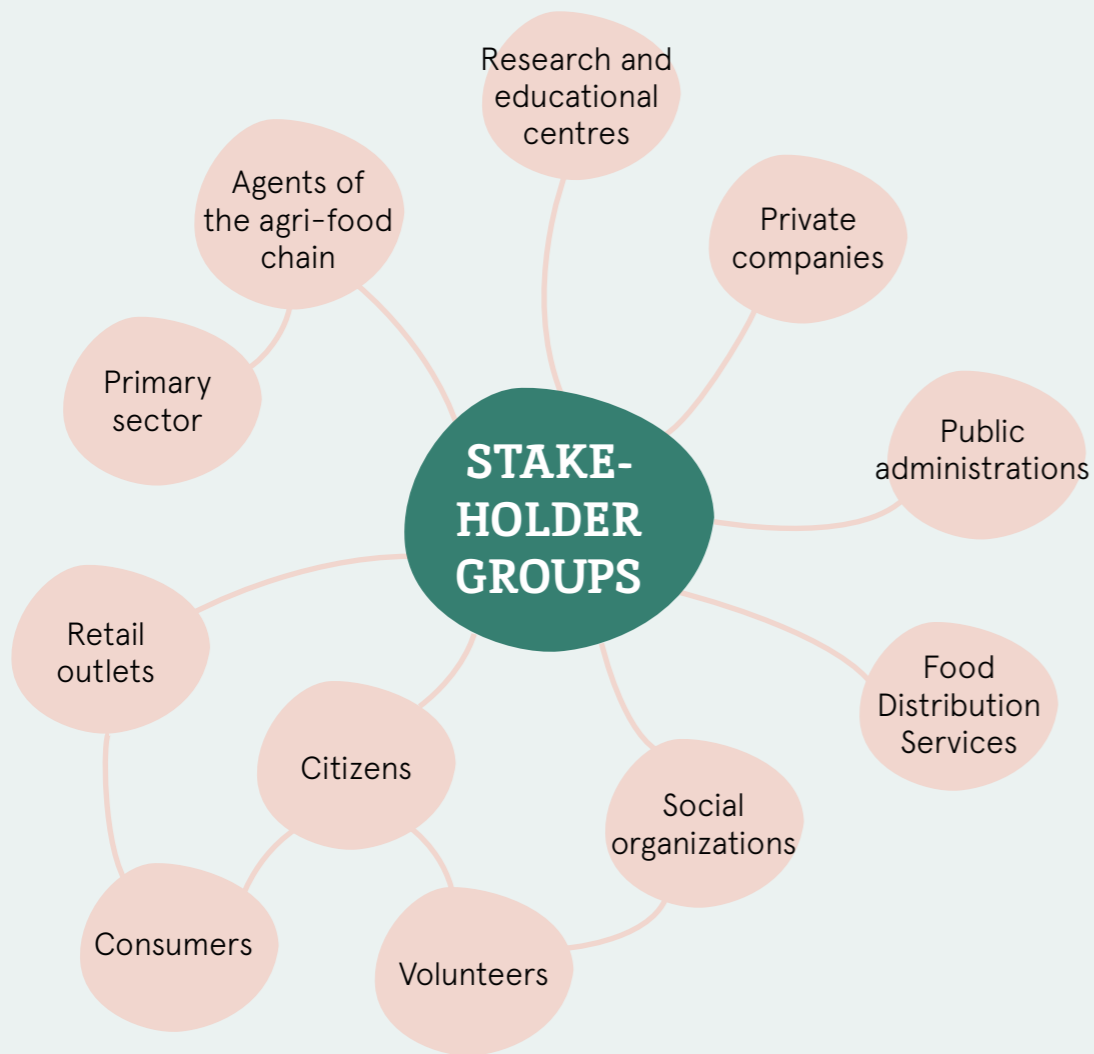 Research and
educational
centres
Agents of
the agri-food
chain
Private
companies
Primary
sector
Public
administrations
STAKE-
HOLDER
GROUPS
Retail
outlets
Food
Distribution
Services
Citizens
Social
organizations
Consumers
Volunteers